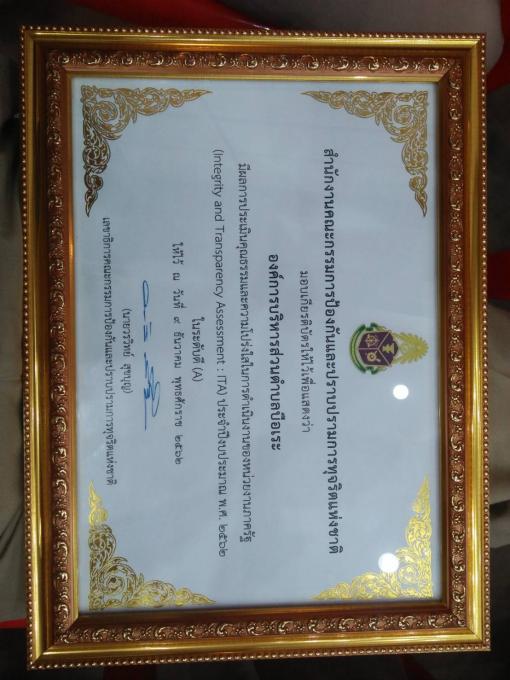 สำนักงานคณะกรรมการป้องกันและปราบปรามการทุจริตแห่งชาติ
มอบเกียรติบัตรให้ไว้เพื่อแสดงว่า
องค์การบริหารส่วนตำบลบือเระ
มีผลการประเมินคุณธรรมและความโปร่งใสในการดำเนินงานของหน่วยงานภาครัฐ
(Integrity and Transparency Assessment : ITA) ประจำปีงบประมาณ พ.ศ. ๒๕๖๒
ในระดับดี (A)
ให้ไว้ ณ วันที่ ๙ ธันวาคม พุทธศักราช ๒๕๖๒
(นายวรวิทย์ สุขบุญ)
เลขาธิการคณะกรรมการป้องกันและปราบปรามการทุจริตแห่งชาติ